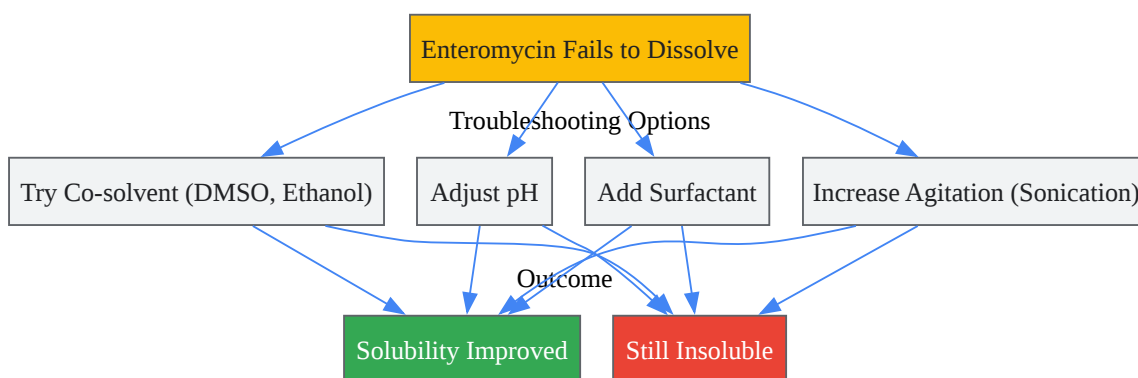 Enteromycin Fails to Dissolve
Troubleshooting Options
Try Co-solvent (DMSO, Ethanol)
Adjust pH
Add Surfactant
Increase Agitation (Sonication)
Outcome
Solubility Improved
Still Insoluble